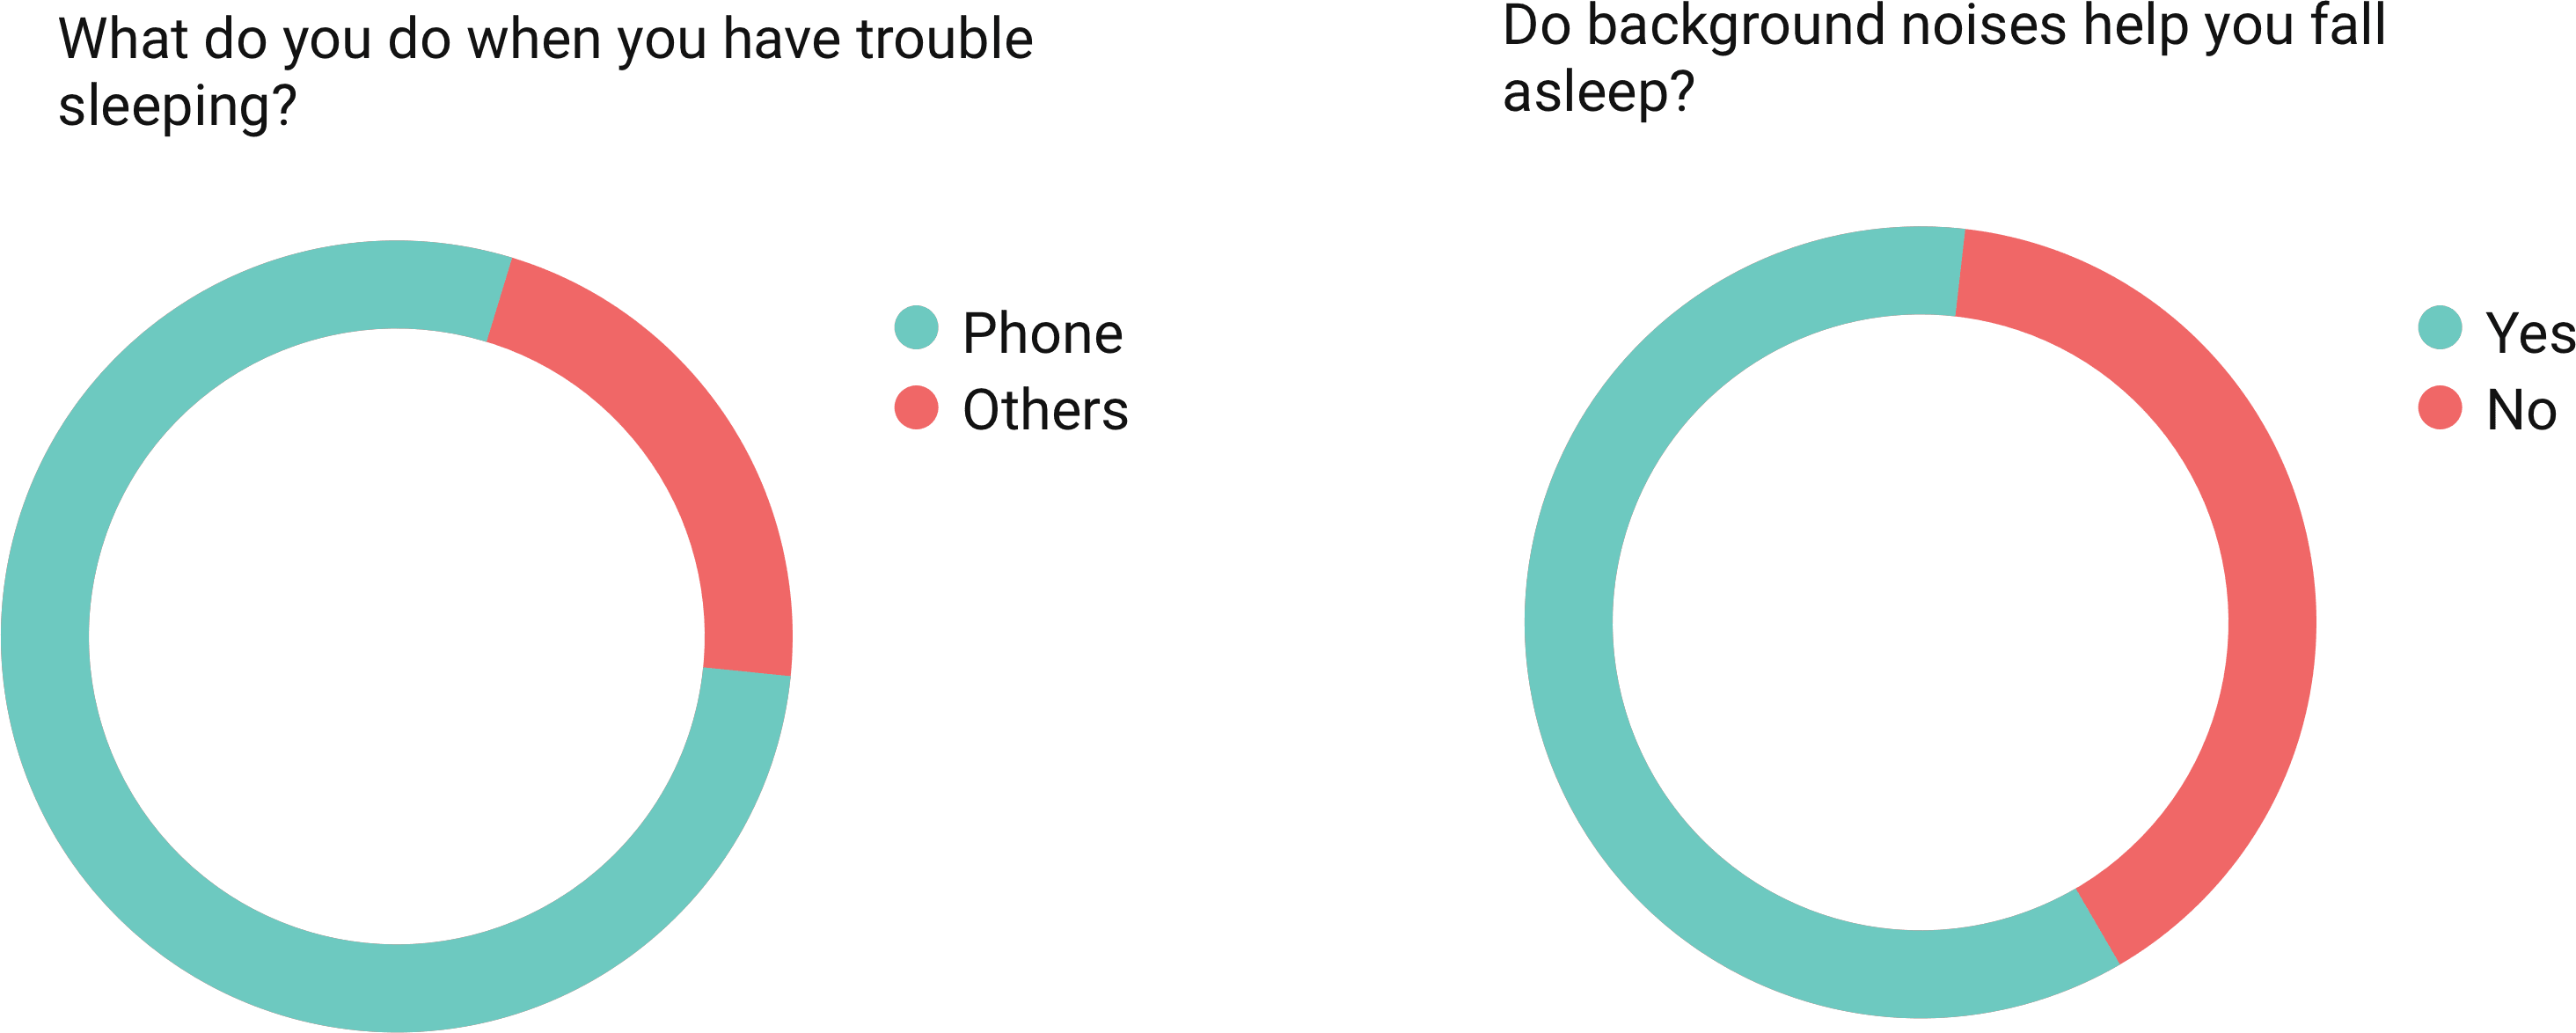 What do you do when you have trouble
sleeping?
Phone
Others
Do background noises help you fall
asleep?
Yes
No